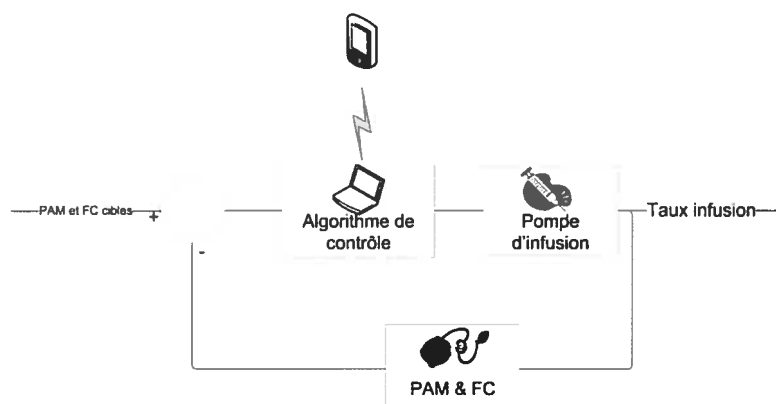 PAM et FC cibles
+
-
Algorithme de
contrôle
Pompe
d'infusion
Taux infusion
PAM & FC